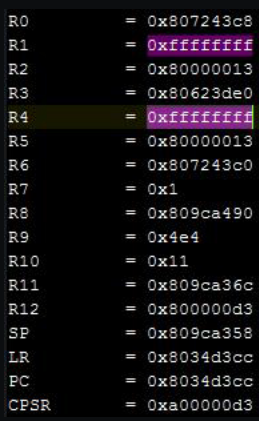 R0 = 0x807243c8
R1 = 0xffffffff
R2 = 0x80000013
R3 = 0x80623de0
R4 = 0xffffffff
R5 = 0x80000013
R6 = 0x807243c0
R7 = 0x1
R8 = 0x809ca490
R9 = 0x4e4
R10 = 0x11
R11 = 0x809ca36c
R12 = 0x800000d3
SP = 0x809ca358
LR = 0x8034d3cc
PC = 0x8034d3cc
CPSR = 0xa00000d3